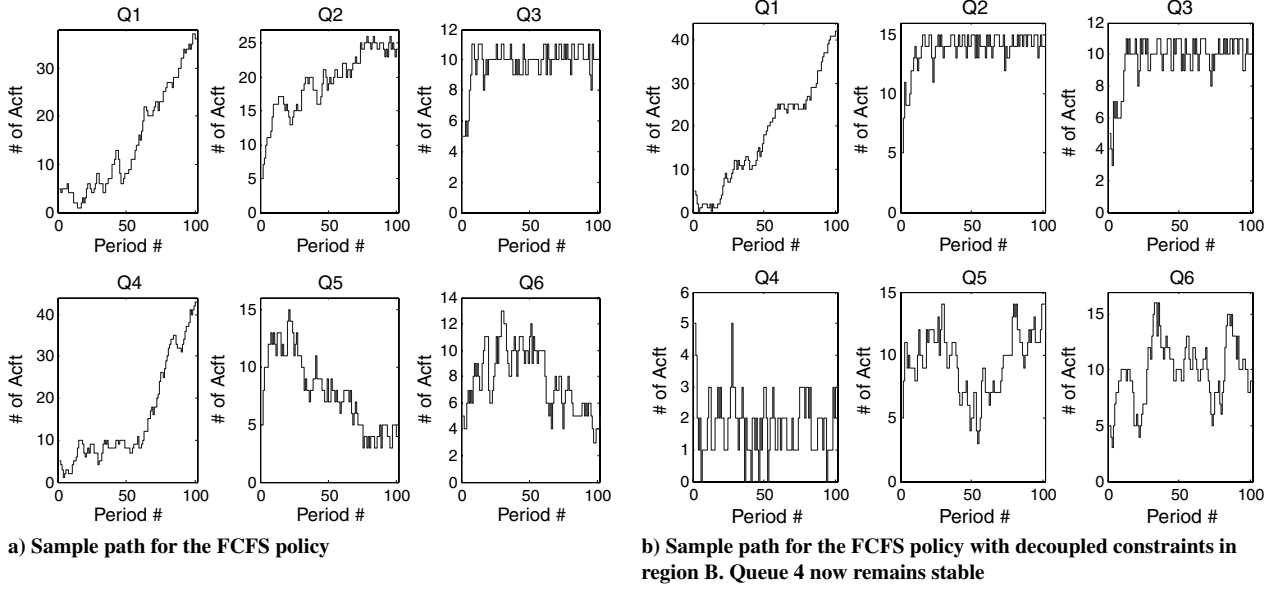 Q1
Q2
Q3
# of Acft
30
20
10
0
0
50
100
Period #
# of Acft
25
20
15
10
5
0
0
50
100
Period #
# of Acft
12
10
8
6
4
2
0
0
50
100
Period #
Q4
Q5
Q6
# of Acft
40
30
20
10
0
0
50
100
Period #
# of Acft
15
10
5
0
0
50
100
Period #
# of Acft
14
12
10
8
6
4
2
0
0
50
100
Period #
a) Sample path for the FCFS policy
Q1
Q2
Q3
# of Acft
40
30
20
10
0
0
50
100
Period #
# of Acft
15
10
5
0
0
50
100
Period #
# of Acft
12
10
8
6
4
2
0
0
50
100
Period #
Q4
Q5
Q6
# of Acft
6
5
4
3
2
1
0
0
50
100
Period #
# of Acft
15
10
5
0
0
50
100
Period #
# of Acft
15
10
5
0
0
50
100
Period #
b) Sample path for the FCFS policy with decoupled constraints in
region B. Queue 4 now remains stable